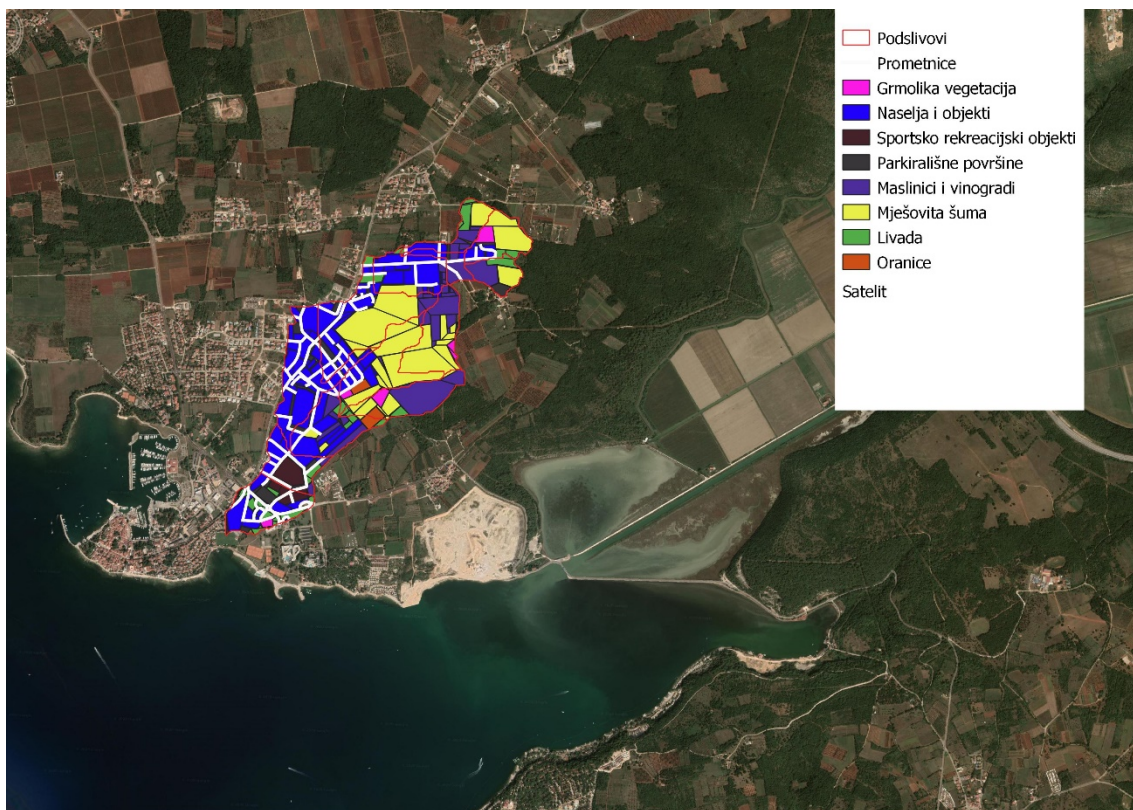 Podslivovi
Prometnice
Grmolika vegetacija
Naselja i objekti
Sportsko rekreacijski objekti
Parkirališne površine
Maslinici i vinogradi
Mješovita šuma
Livada
Oranice
Satelit